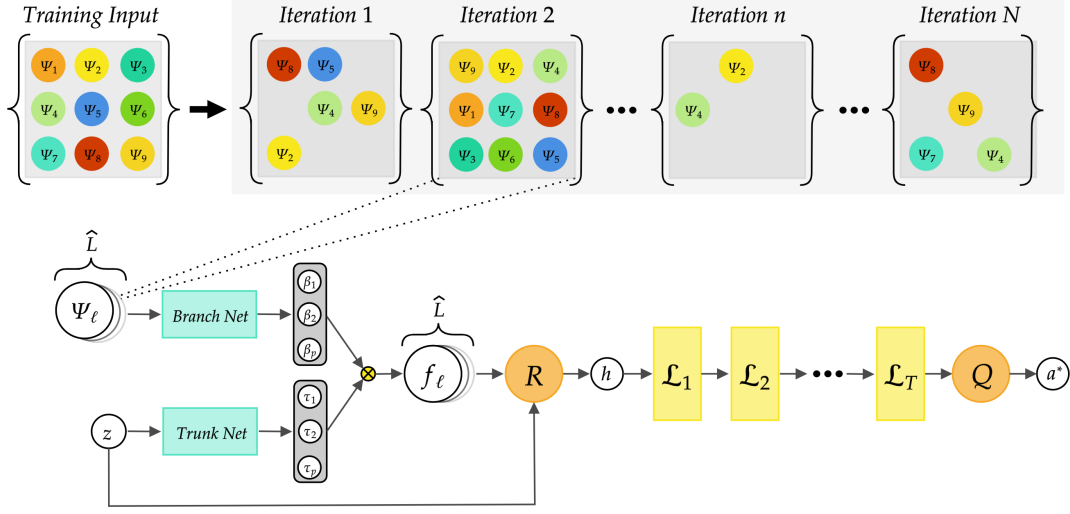 Training Input Iteration 1 Iteration 2 Iteration n Iteration N
Ψ1 Ψ2 Ψ3 Ψ8 Ψ5 Ψ9 Ψ2 Ψ4 Ψ2 Ψ8
Ψ4 Ψ5 Ψ6 Ψ4 Ψ9 Ψ1 Ψ7 Ψ8 ••• Ψ4 ••• Ψ9
Ψ7 Ψ8 Ψ9 Ψ2 Ψ3 Ψ6 Ψ5 Ψ7 Ψ4
L̂
Ψℓ Branch Net β1
β2
βp
L̂
⊗ fℓ R h 𝓛1 𝓛2 ••• 𝓛T Q a*
z Trunk Net τ1
τ2
τp